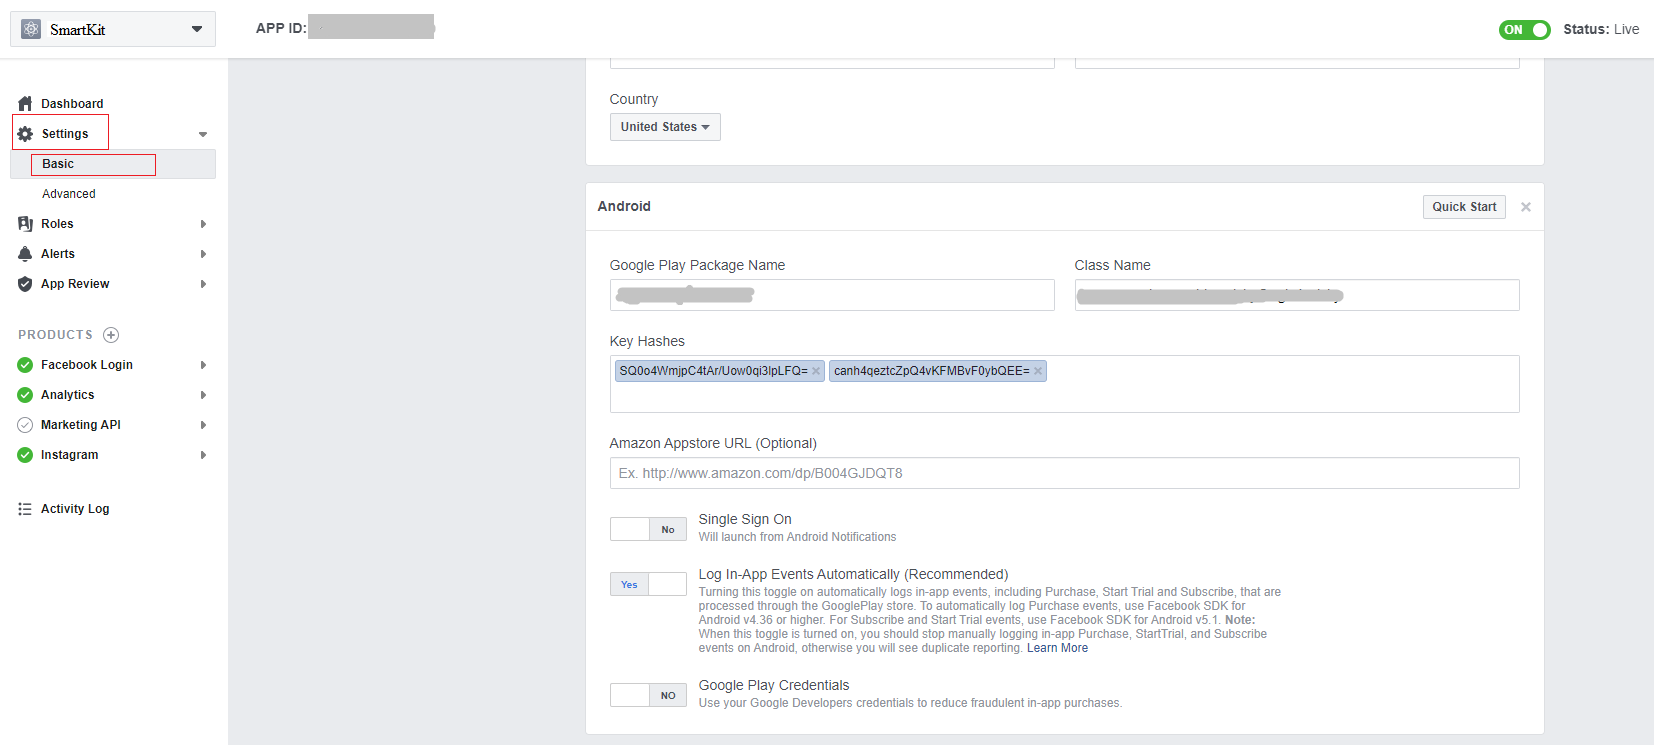 SmartKit
APP ID:
ON Status: Live
Dashboard
Settings
Basic
Advanced
Roles
Alerts
App Review
PRODUCTS
Facebook Login
Analytics
Marketing API
Instagram
Activity Log
Country
United States
Android
Quick Start
Google Play Package Name
Class Name
Key Hashes
SQ0o4WmjpC4tAr/Uow0qi3lpLFQ= canh4qeztcZpQ4vKFMBvF0ybQEE=
Amazon Appstore URL (Optional)
Ex. http://www.amazon.com/dp/B004GJDQT8
No
Single Sign On
Will launch from Android Notifications
Yes
Log In-App Events Automatically (Recommended)
Turning this toggle on automatically logs in-app events, including Purchase, Start Trial and Subscribe, that are
processed through the GooglePlay store. To automatically log Purchase events, use Facebook SDK for
Android v4.36 or higher. For Subscribe and Start Trial events, use Facebook SDK for Android v5.1. Note:
When this toggle is turned on, you should stop manually logging in-app Purchase, StartTrial, and Subscribe
events on Android, otherwise you will see duplicate reporting. Learn More
NO
Google Play Credentials
Use your Google Developers credentials to reduce fraudulent in-app purchases.